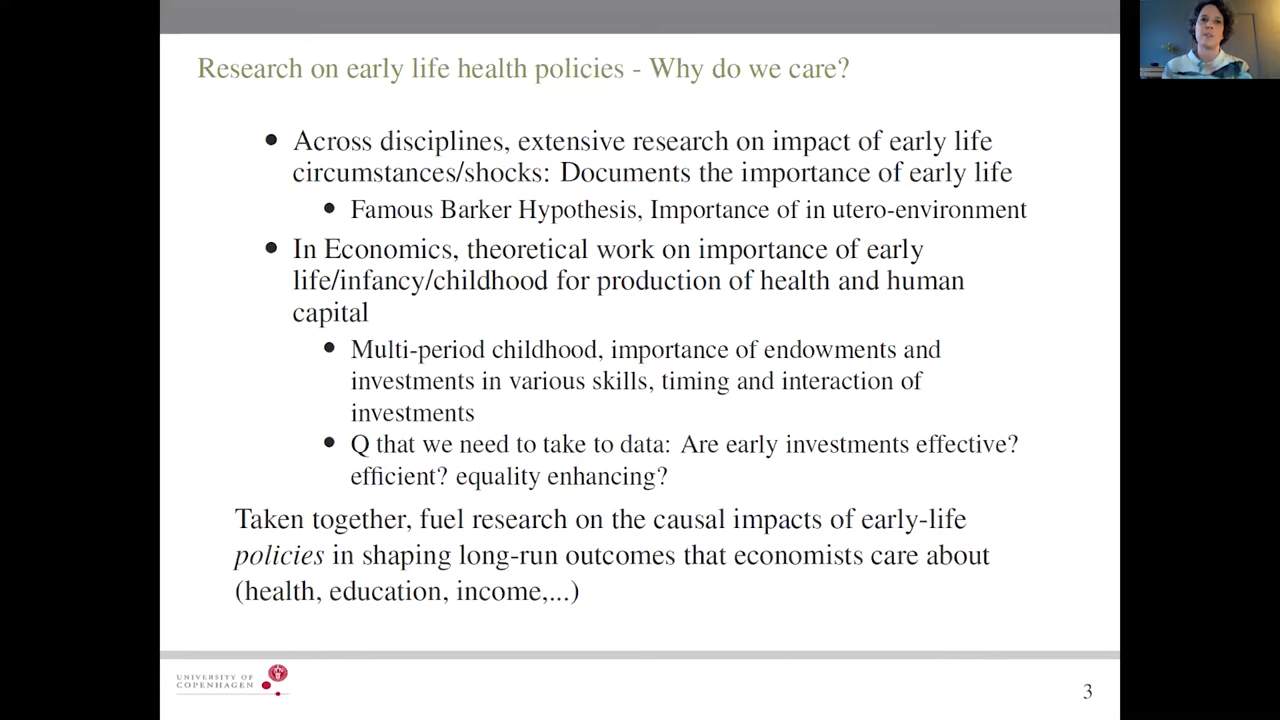 Research on early life health policies - Why do we care?
• Across disciplines, extensive research on impact of early life
circumstances/shocks: Documents the importance of early life
• Famous Barker Hypothesis, Importance of in utero-environment
• In Economics, theoretical work on importance of early
life/infancy/childhood for production of health and human
capital
• Multi-period childhood, importance of endowments and
investments in various skills, timing and interaction of
investments
• Q that we need to take to data: Are early investments effective?
efficient? equality enhancing?
Taken together, fuel research on the causal impacts of early-life
policies in shaping long-run outcomes that economists care about
(health, education, income,...)
UNIVERSITY OF
COPENHAGEN
3